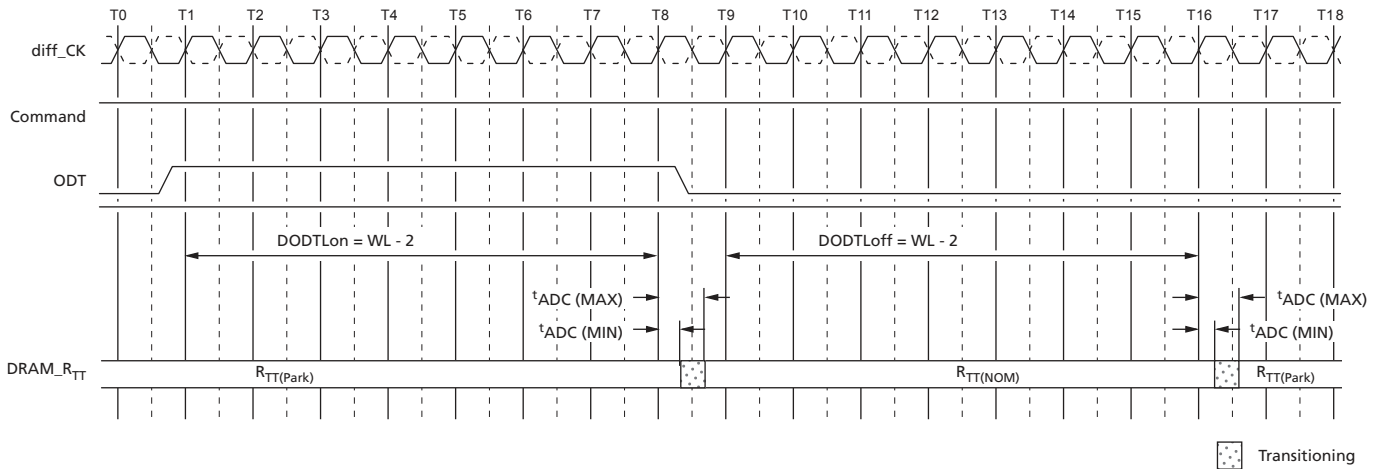 T0 T1 T2 T3 T4 T5 T6 T7 T8 T9 T10 T11 T12 T13 T14 T15 T16 T17 T18
diff_CK
Command
ODT
DODTLon = WL - 2 DODTLoff = WL - 2
tADC (MAX) tADC (MAX)
tADC (MIN) tADC (MIN)
DRAM_RTT RTT(Park) RTT(NOM) RTT(Park)
Transitioning